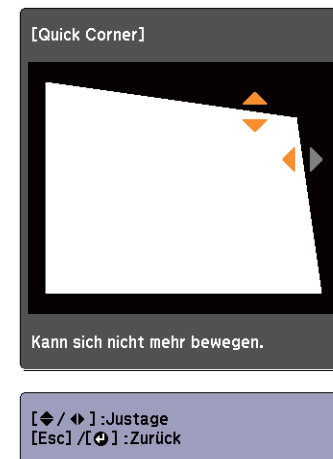 [Quick Corner]
Kann sich nicht mehr bewegen.
[◆/◆] :Justage
[Esc] /[↵] :Zurück